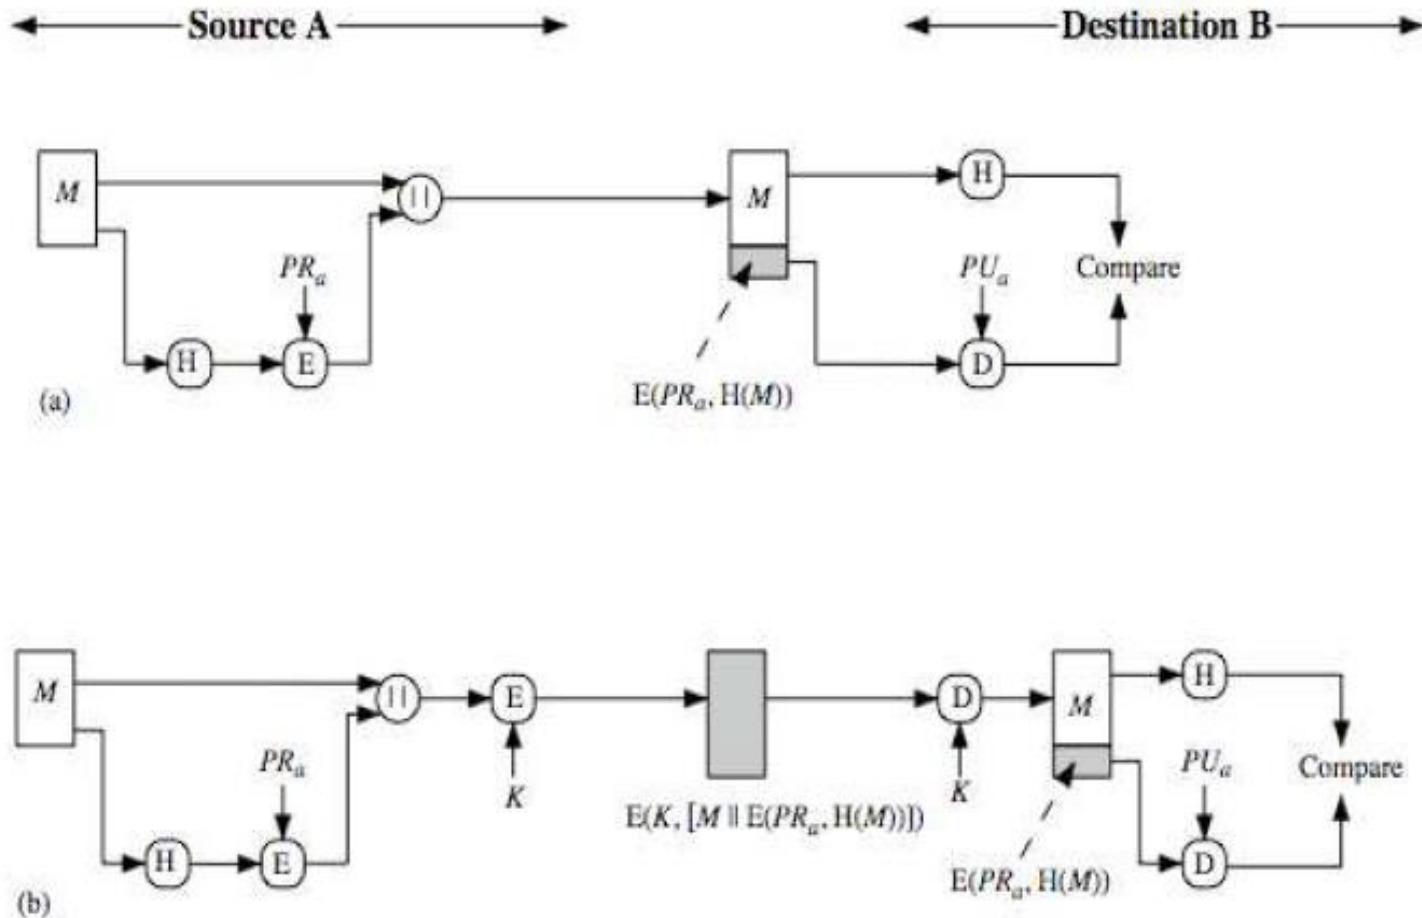 Source A
Destination B
M
||
M
H
PRa
PUa
Compare
H
E
D
E(PRa, H(M))
(a)
M
||
E
D
M
H
PRa
K
K
PUa
Compare
E(K, [M || E(PRa, H(M))])
H
E
D
E(PRa, H(M))
(b)